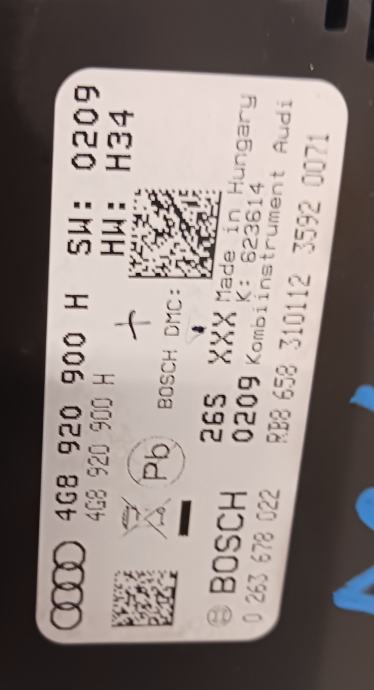 4G8 920 900 H SW: 0209
4G8 920 900 H HW: H34
Pb
BOSCH DMC:
26S XXX Made in Hungary
0209 K: 623614
Kombiinstrument Audi
BOSCH
0 263 678 022
RB8 658 310112 3592 0071